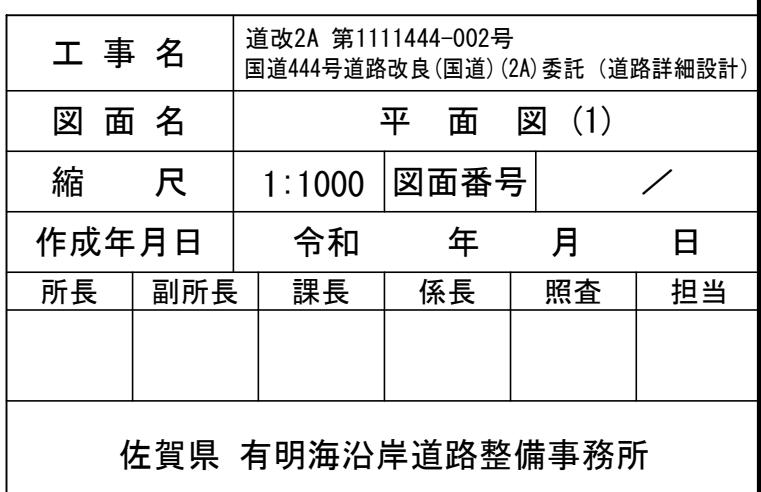 工 事 名
道改2A 第1111444-002号
国道444号道路改良(国道)(2A)委託（道路詳細設計）
図 面 名
平 面 図 (1)
縮 尺 1:1000 図面番号 ／
作成年月日 令和 年 月 日
所長 副所長 課長 係長 照査 担当
佐賀県 有明海沿岸道路整備事務所